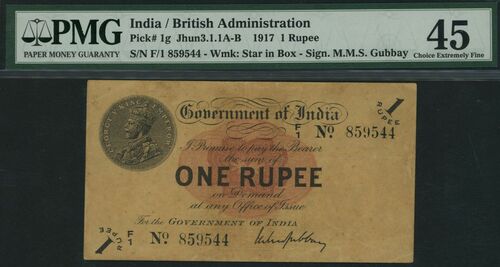 PMG
PAPER MONEY GUARANTY
India / British Administration
Pick# 1g Jhun3.1.1A-B 1917 1 Rupee
S/N F/1 859544 - Wmk: Star in Box - Sign. M.M.S. Gubbay
45
Choice Extremely Fine
GEORGE V KING EMPEROR
Government of India
1
RUPEE
F/1 No 859544
I Promise to pay the Bearer
the sum of
ONE RUPEE
on Demand
at any Office of Issue
For the GOVERNMENT OF INDIA
1
RUPEE
F/1 No 859544